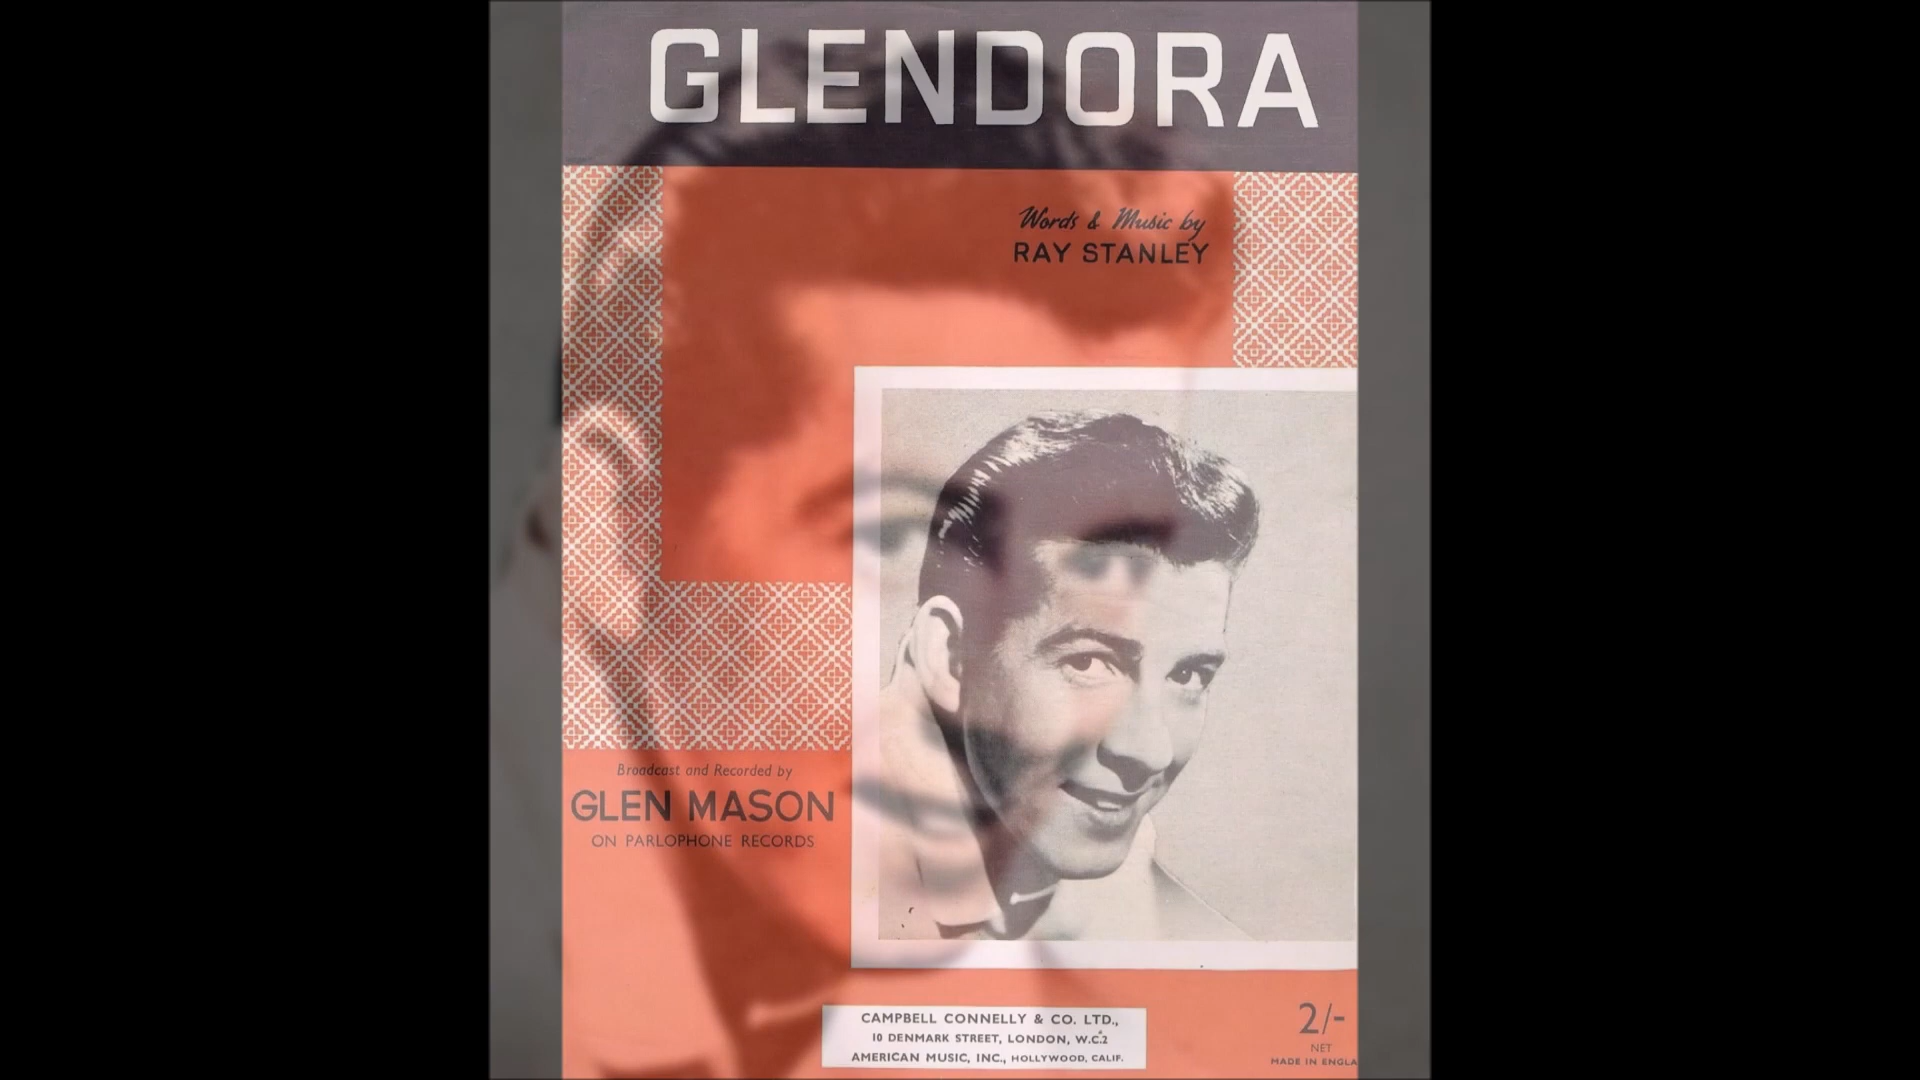 GLENDORA
Words & Music by
RAY STANLEY
Broadcast and Recorded by
GLEN MASON
ON PARLOPHONE RECORDS
CAMPBELL CONNELLY & CO. LTD.,
10 DENMARK STREET, LONDON, W.C.2
AMERICAN MUSIC, INC., HOLLYWOOD, CALIF.
2/-
NET
MADE IN ENGLA